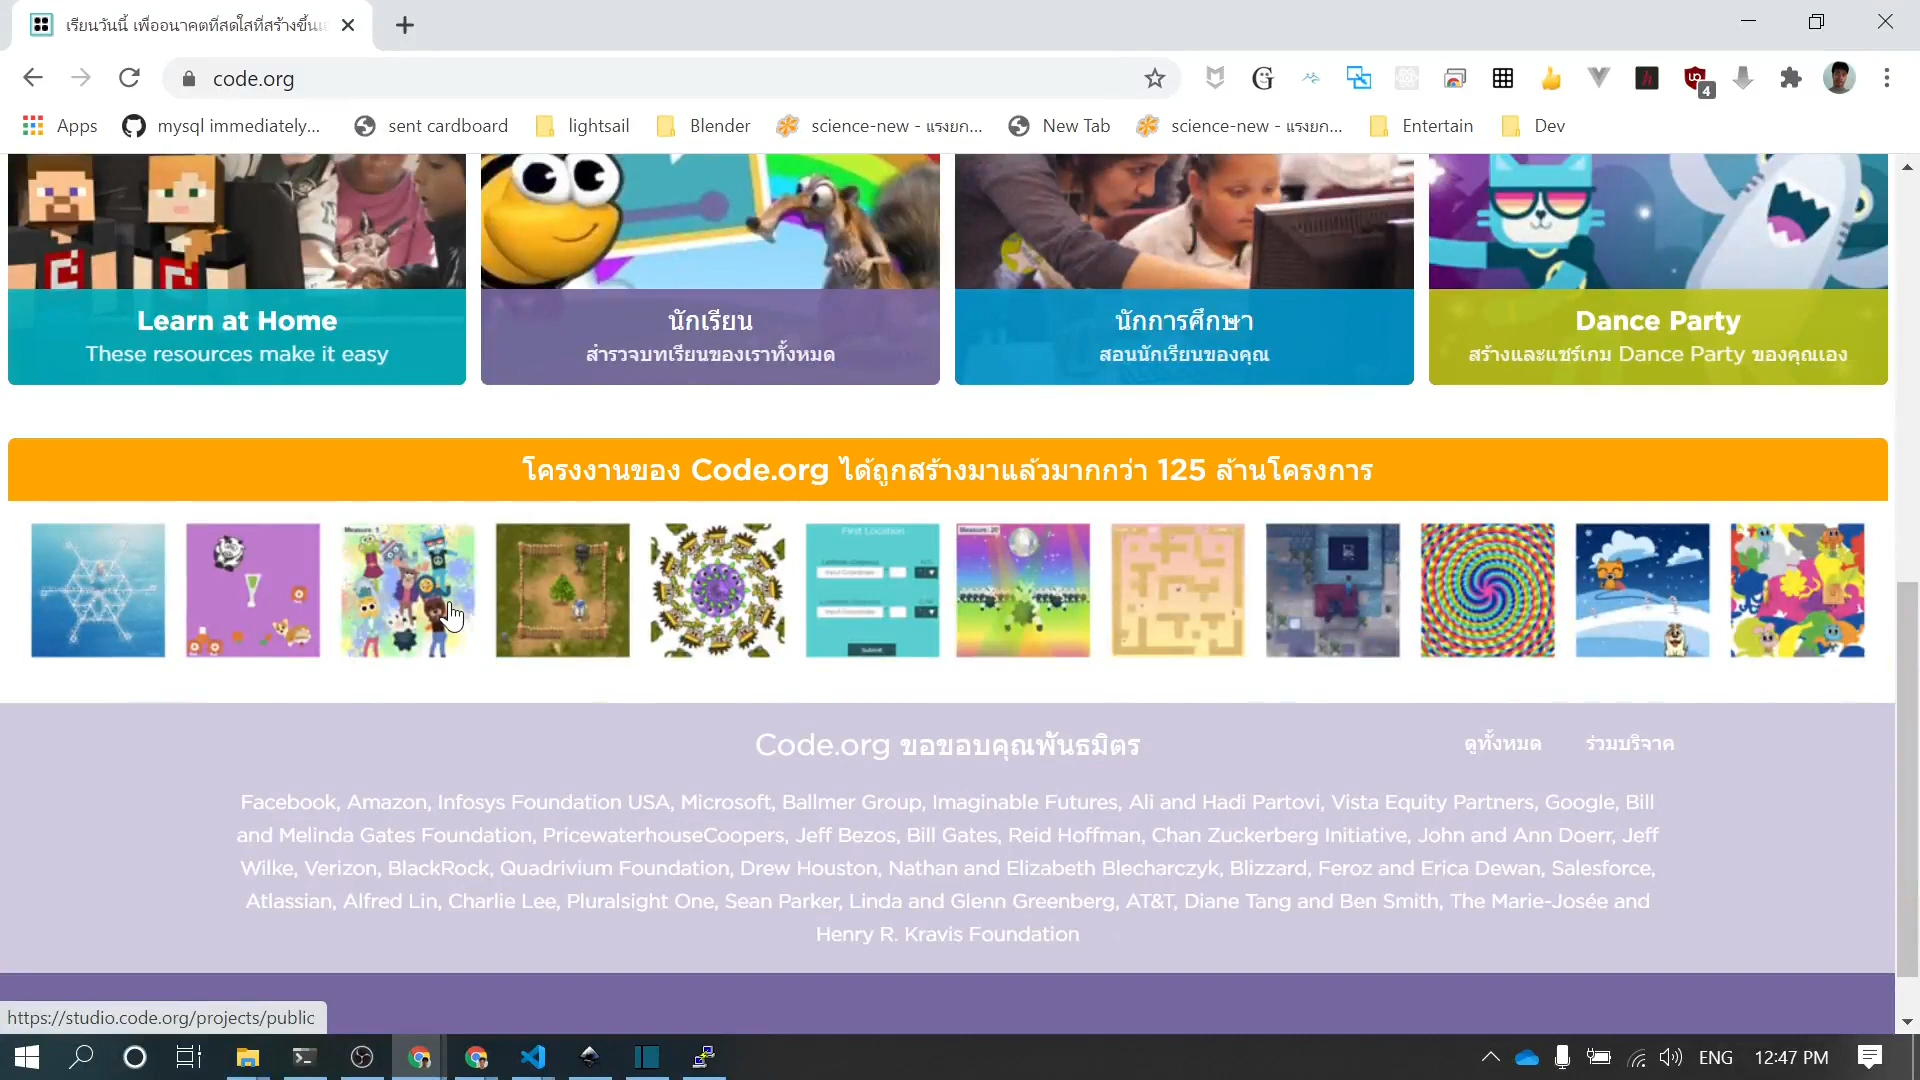 เรียนวันนี้ เพื่ออนาคตที่สดใสที่สร้างขึ้น
code.org
4
Apps
mysql immediately...
sent cardboard
lightsail
Blender
science-new - แรงยก...
New Tab
science-new - แรงยก...
Entertain
Dev
Learn at Home
These resources make it easy
นักเรียน
สำรวจบทเรียนของเราทั้งหมด
นักการศึกษา
สอนนักเรียนของคุณ
Dance Party
สร้างและแชร์เกม Dance Party ของคุณเอง
โครงงานของ Code.org ได้ถูกสร้างมาแล้วมากกว่า 125 ล้านโครงการ
Measure: 5
First Location
Input Coordinate
Input Coordinate
Submit
Measure: 20
Code.org ขอขอบคุณพันธมิตร
ดูทั้งหมด
ร่วมบริจาค
Facebook, Amazon, Infosys Foundation USA, Microsoft, Ballmer Group, Imaginable Futures, Ali and Hadi Partovi, Vista Equity Partners, Google, Bill
and Melinda Gates Foundation, PricewaterhouseCoopers, Jeff Bezos, Bill Gates, Reid Hoffman, Chan Zuckerberg Initiative, John and Ann Doerr, Jeff
Wilke, Verizon, BlackRock, Quadrivium Foundation, Drew Houston, Nathan and Elizabeth Blecharczyk, Blizzard, Feroz and Erica Dewan, Salesforce,
Atlassian, Alfred Lin, Charlie Lee, Pluralsight One, Sean Parker, Linda and Glenn Greenberg, AT&T, Diane Tang and Ben Smith, The Marie-Josée and
Henry R. Kravis Foundation
https://studio.code.org/projects/public
ENG
12:47 PM